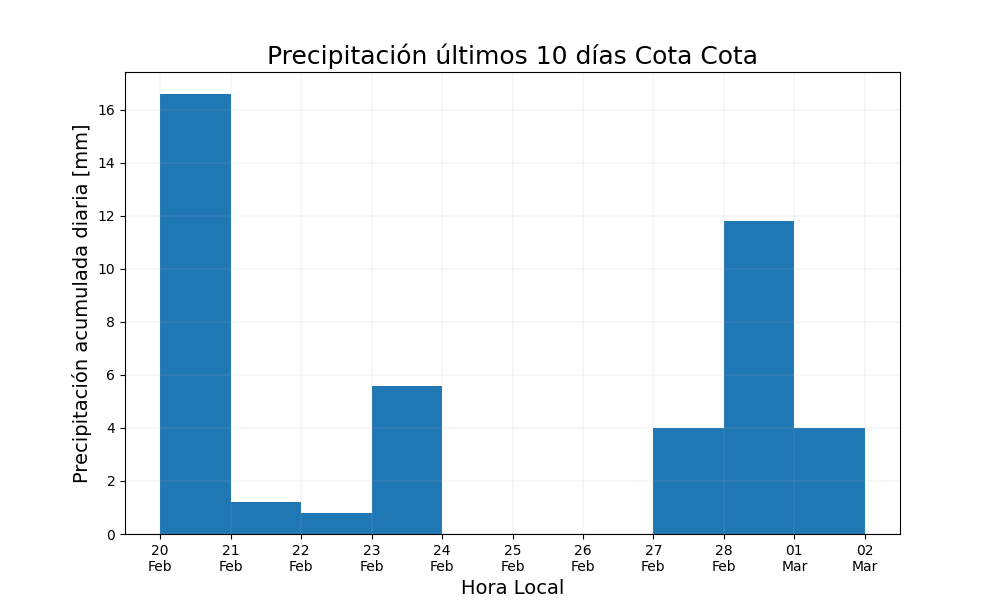 Precipitación últimos 10 días Cota Cota
Precipitación acumulada diaria [mm]
16
14
12
10
8
6
4
2
0
20 21 22 23 24 25 26 27 28 01 02
Feb Feb Feb Feb Feb Feb Feb Feb Feb Mar Mar
Hora Local